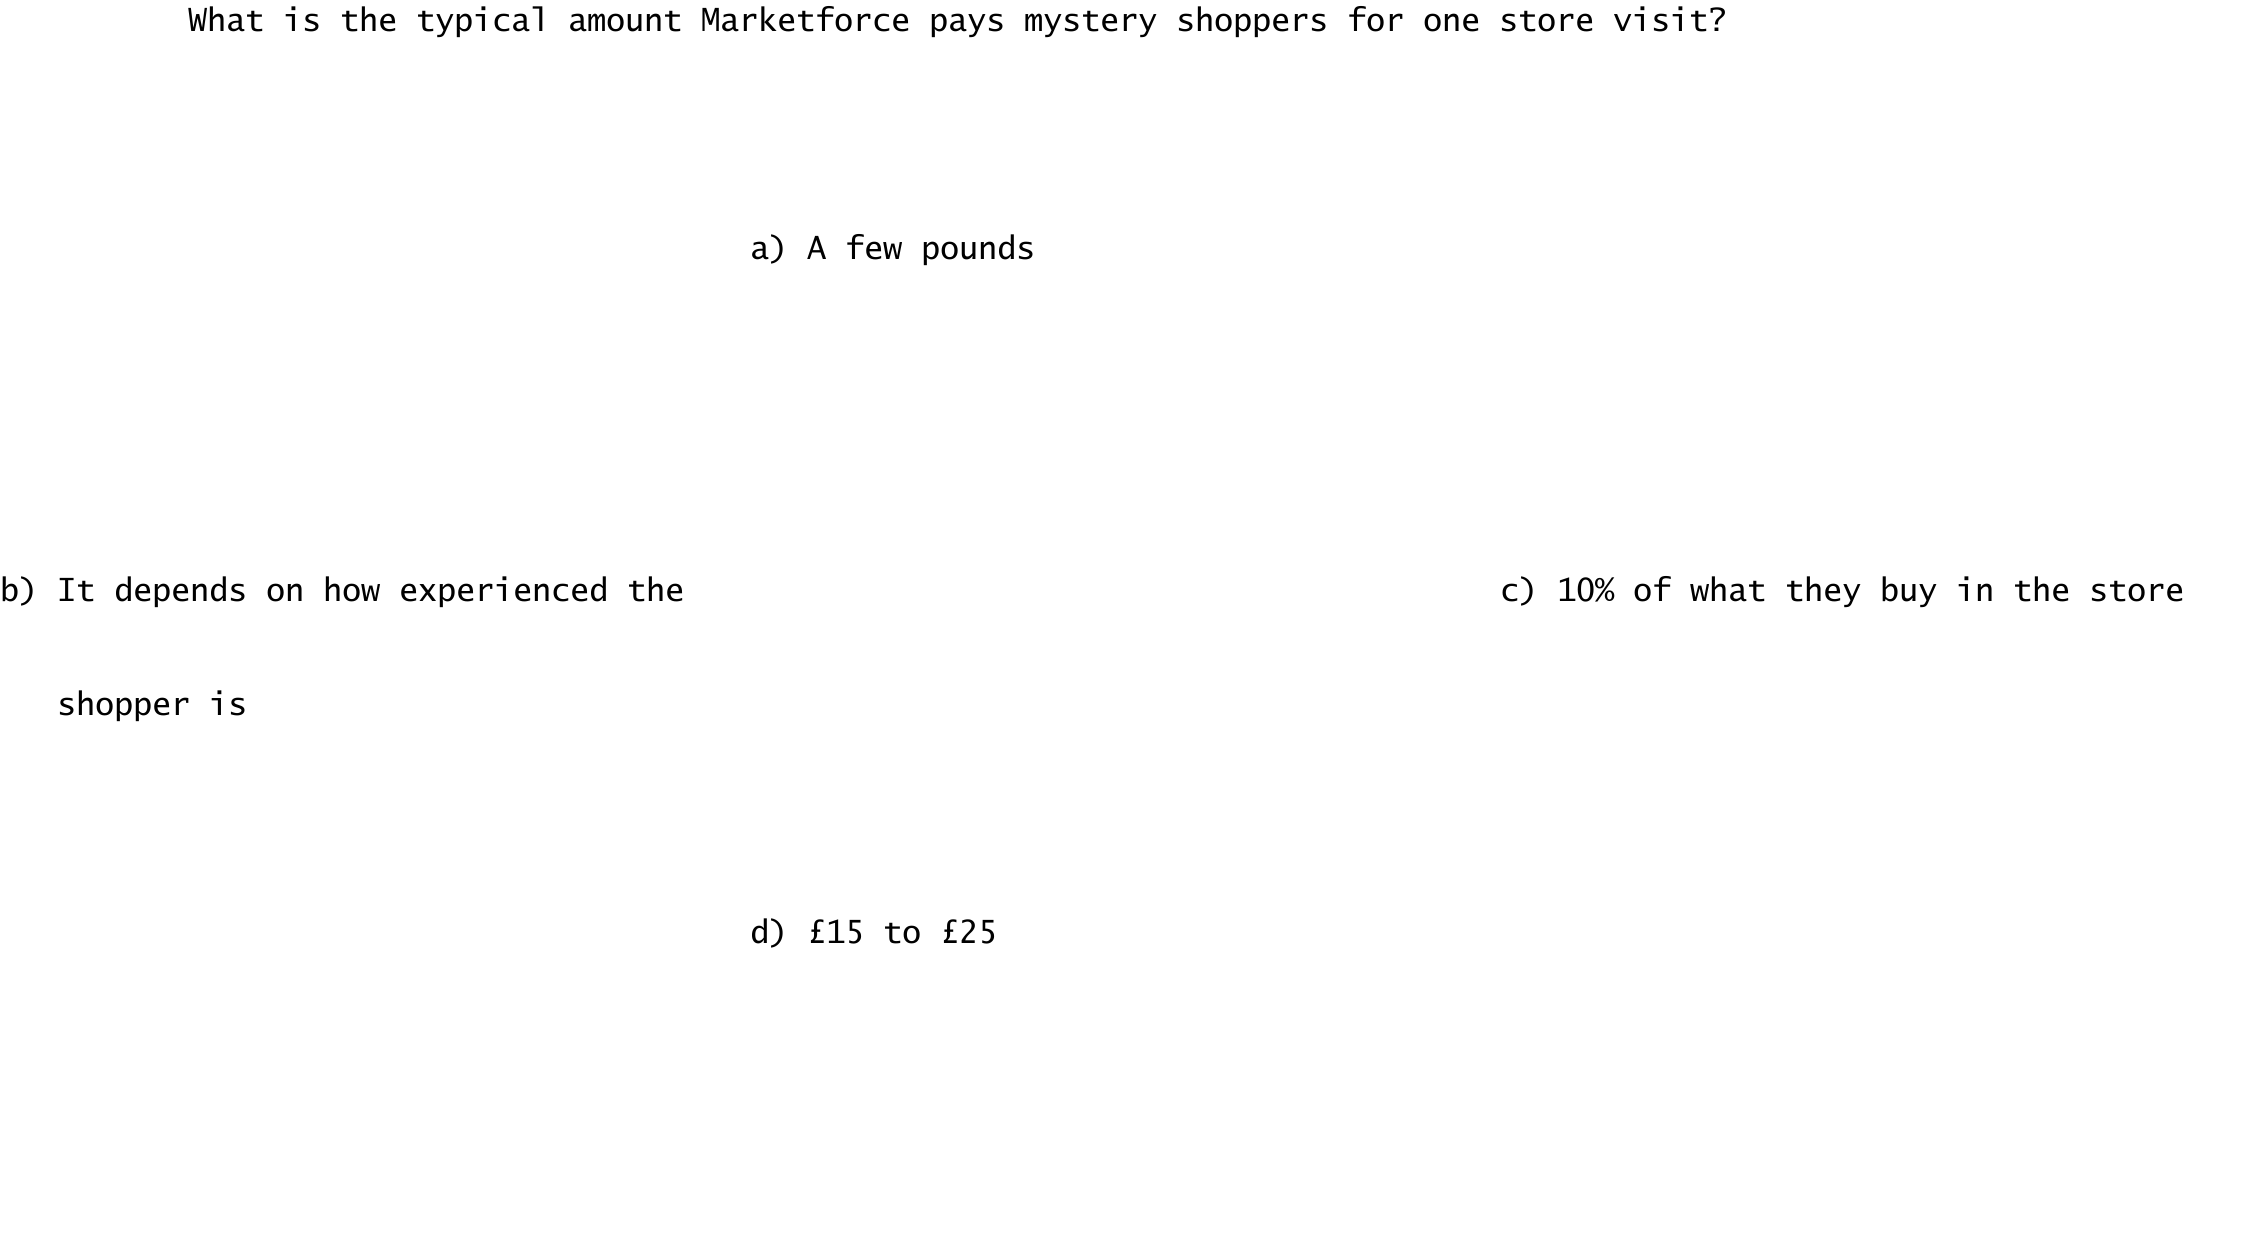 What is the typical amount Marketforce pays mystery shoppers for one store visit?
a) A few pounds
b) It depends on how experienced the
shopper is
c) 10% of what they buy in the store
d) £15 to £25